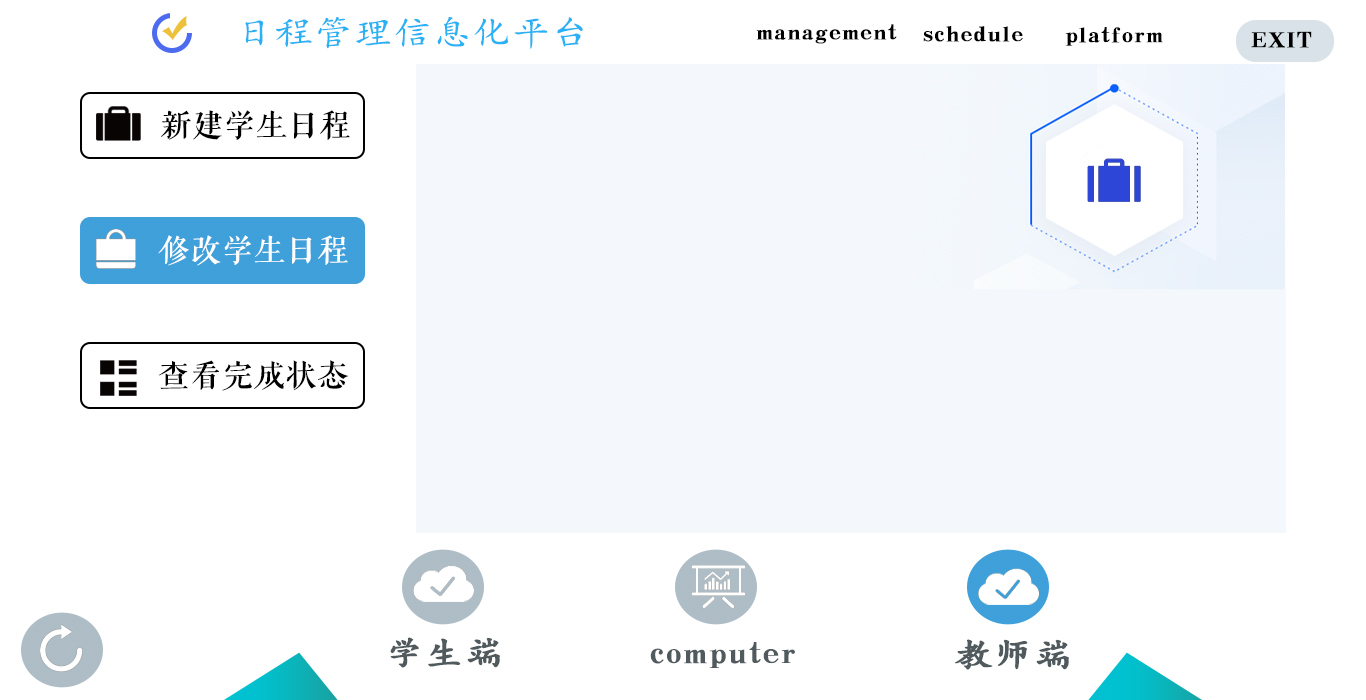 日程管理信息化平台
management
schedule
platform
EXIT
新建学生日程
修改学生日程
查看完成状态
学生端
computer
教师端